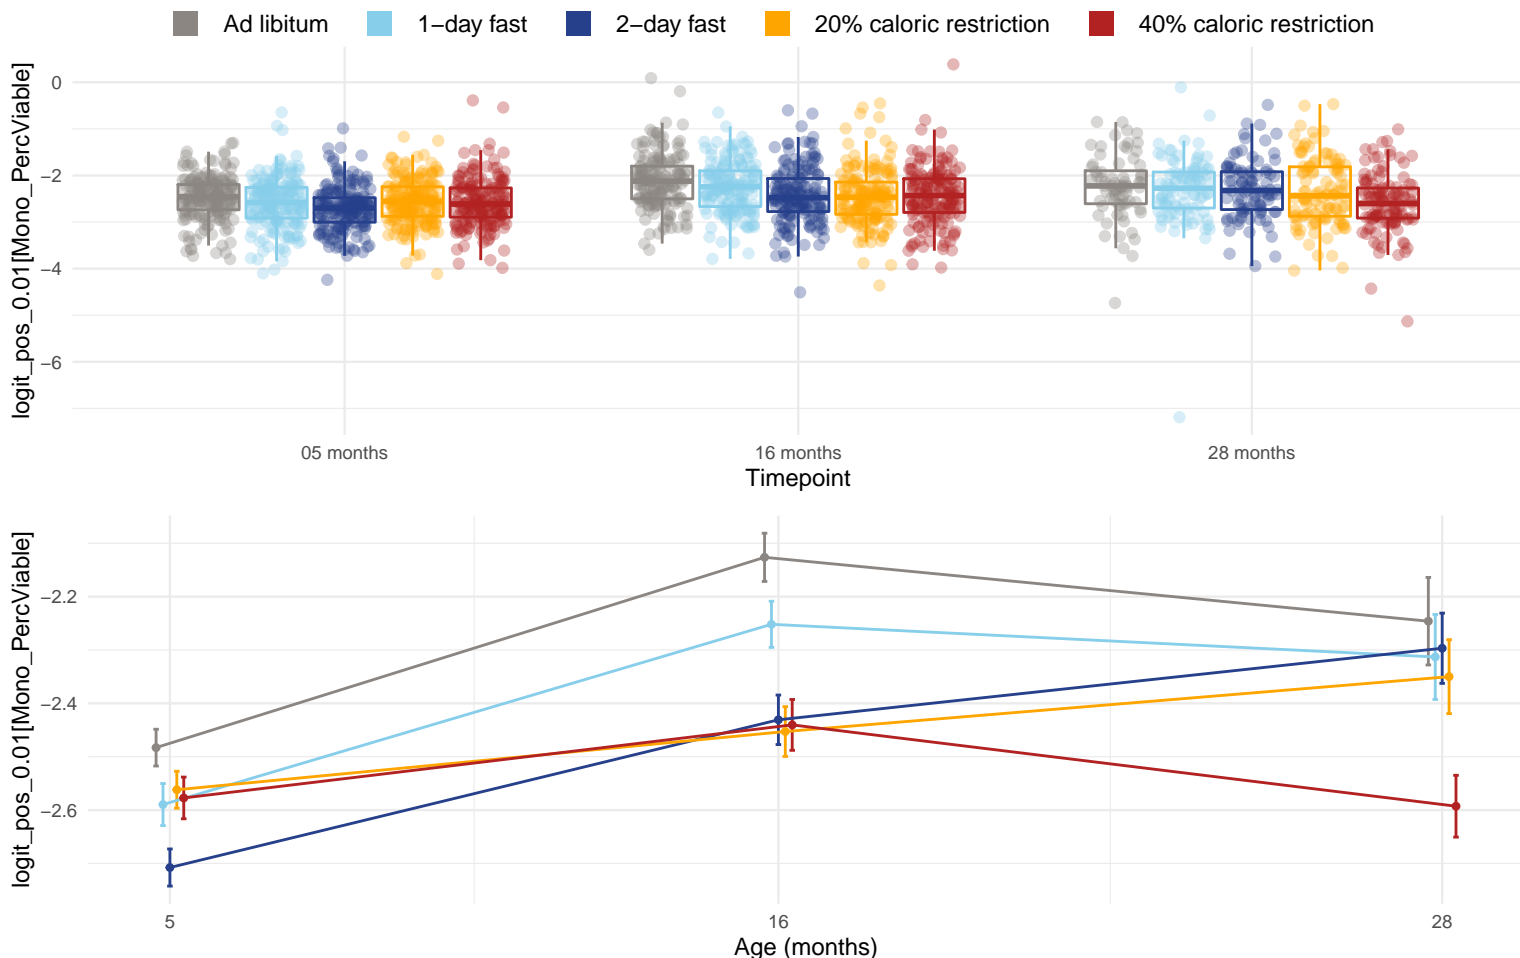 Ad libitum 1−day fast 2−day fast 20% caloric restriction 40% caloric restriction
logit_pos_0.01[Mono_PercViable]
0
−2
−4
−6
05 months 16 months 28 months
Timepoint
logit_pos_0.01[Mono_PercViable]
−2.2
−2.4
−2.6
5 16 28
Age (months)